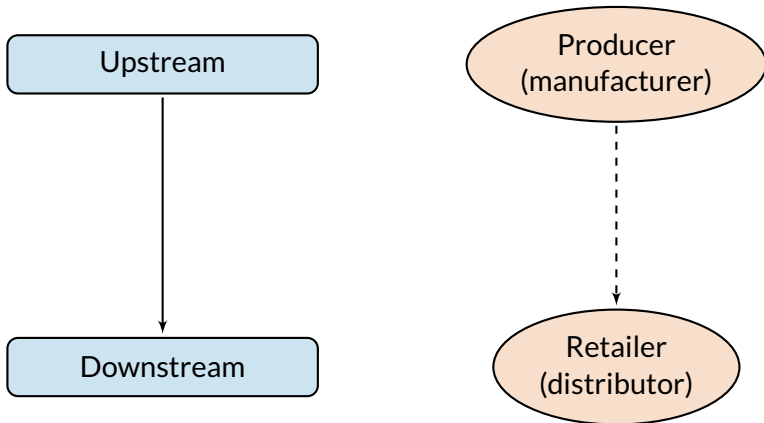 Upstream
Producer
(manufacturer)
Downstream
Retailer
(distributor)